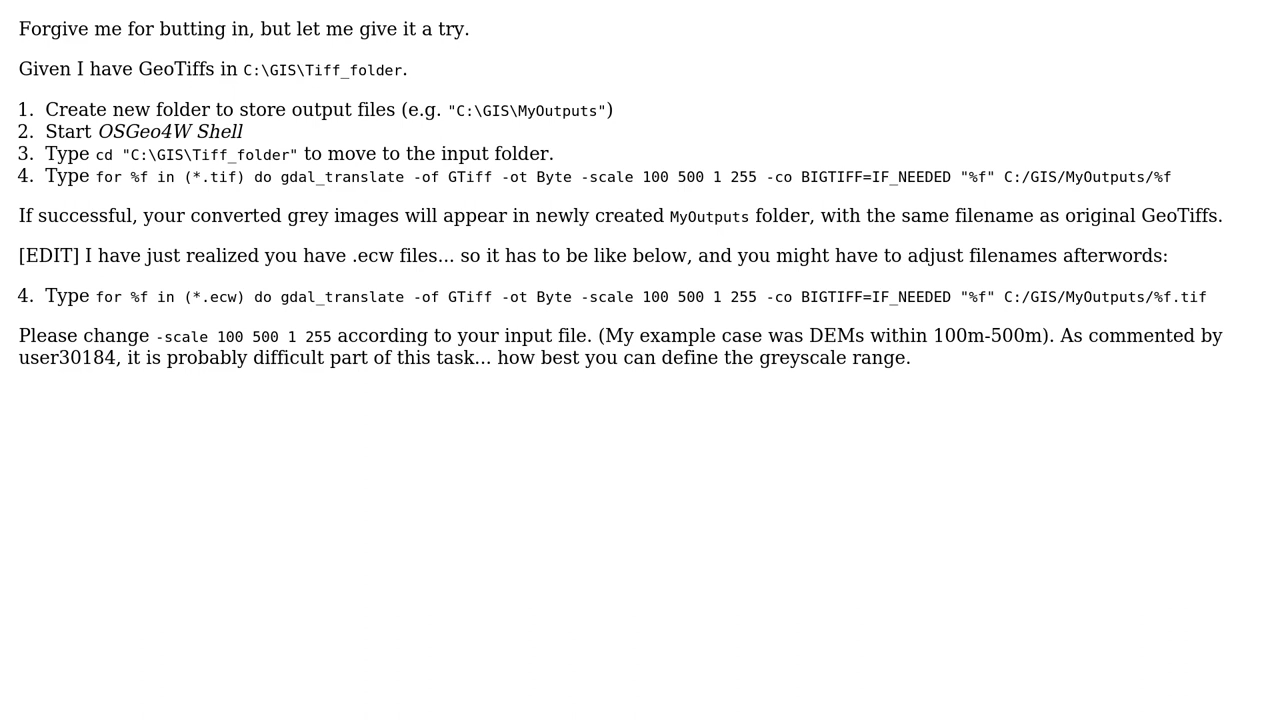 Forgive me for butting in, but let me give it a try.
Given I have GeoTiffs in C:\GIS\Tiff_folder.
1. Create new folder to store output files (e.g. "C:\GIS\MyOutputs")
2. Start OSGeo4W Shell
3. Type cd "C:\GIS\Tiff_folder" to move to the input folder.
4. Type for %f in (*.tif) do gdal_translate -of GTiff -ot Byte -scale 100 500 1 255 -co BIGTIFF=IF_NEEDED "%f" C:/GIS/MyOutputs/%f
If successful, your converted grey images will appear in newly created MyOutputs folder, with the same filename as original GeoTiffs.
[EDIT] I have just realized you have .ecw files... so it has to be like below, and you might have to adjust filenames afterwords:
4. Type for %f in (*.ecw) do gdal_translate -of GTiff -ot Byte -scale 100 500 1 255 -co BIGTIFF=IF_NEEDED "%f" C:/GIS/MyOutputs/%f.tif
Please change -scale 100 500 1 255 according to your input file. (My example case was DEMs within 100m-500m). As commented by
user30184, it is probably difficult part of this task... how best you can define the greyscale range.